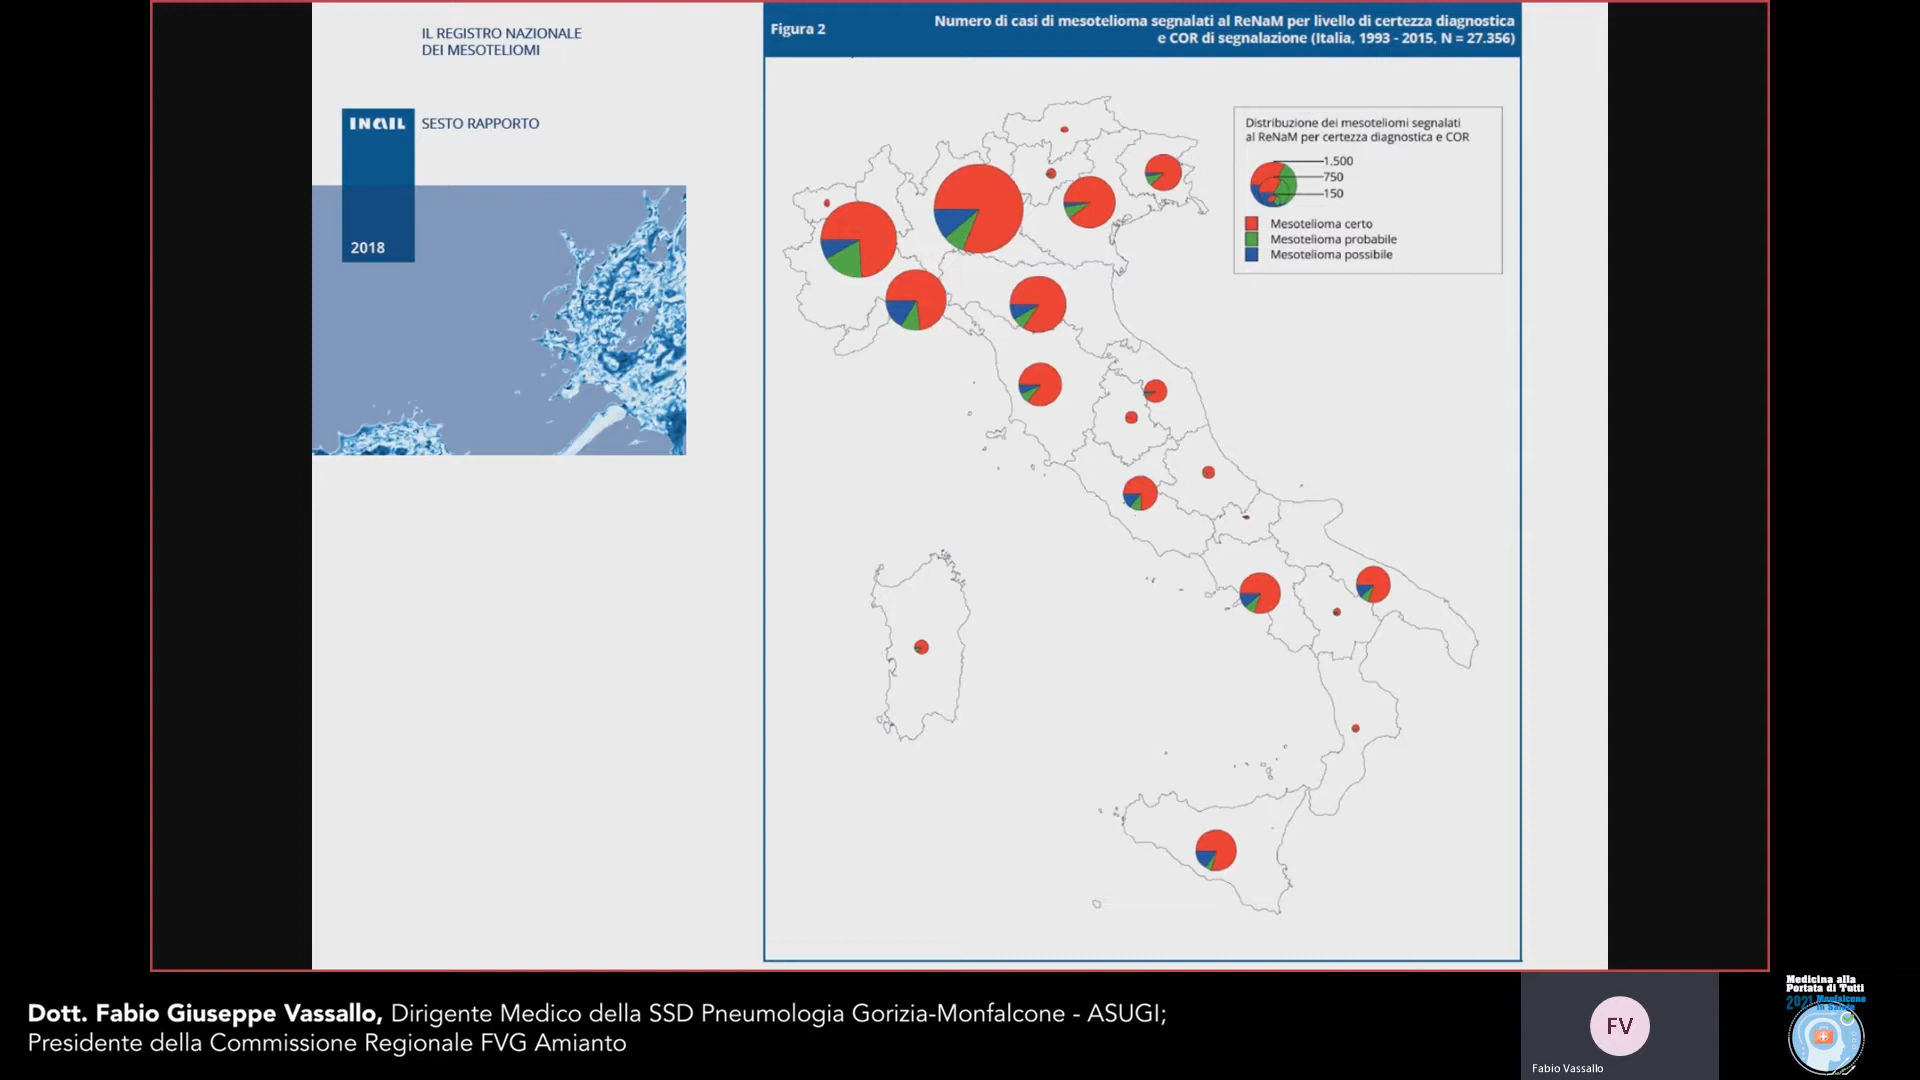 IL REGISTRO NAZIONALE
DEI MESOTELIOMI
INAIL
SESTO RAPPORTO
2018
Figura 2
Numero di casi di mesotelioma segnalati al ReNaM per livello di certezza diagnostica
e COR di segnalazione (Italia, 1993 - 2015, N = 27.356)
Distribuzione dei mesoteliomi segnalati
al ReNaM per certezza diagnostica e COR
1.500
750
150
Mesotelioma certo
Mesotelioma probabile
Mesotelioma possibile
Dott. Fabio Giuseppe Vassallo, Dirigente Medico della SSD Pneumologia Gorizia-Monfalcone - ASUGI;
Presidente della Commissione Regionale FVG Amianto
FV
Fabio Vassallo
Medicina alla
Portata di Tutti
2021 Monfalcone
in Salute